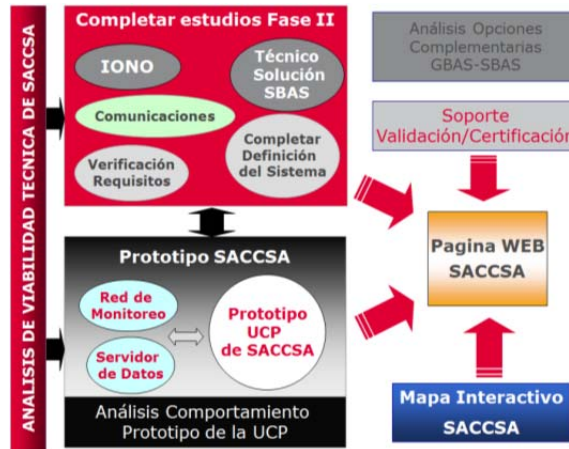 ANALISIS DE VIABILIDAD TECNICA DE SACCSA
Completar estudios Fase II
IONO
Técnico
Solución
SBAS
Comunicaciones
Verificación
Requisitos
Completar
Definición
del Sistema
Prototipo SACCSA
Red de
Monitoreo
Servidor
de Datos
Prototipo
UCP
de SACCSA
Análisis Comportamiento
Prototipo de la UCP
Análisis Opciones
Complementarias
GBAS-SBAS
Soporte
Validación/Certificación
Pagina WEB
SACCSA
Mapa Interactivo
SACCSA